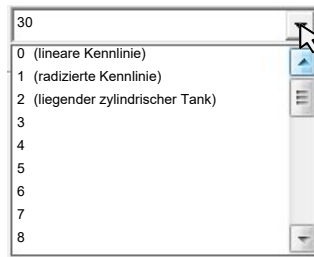 30
0 (lineare Kennlinie)
1 (radizierte Kennlinie)
2 (liegender zylindrischer Tank)
3
4
5
6
7
8